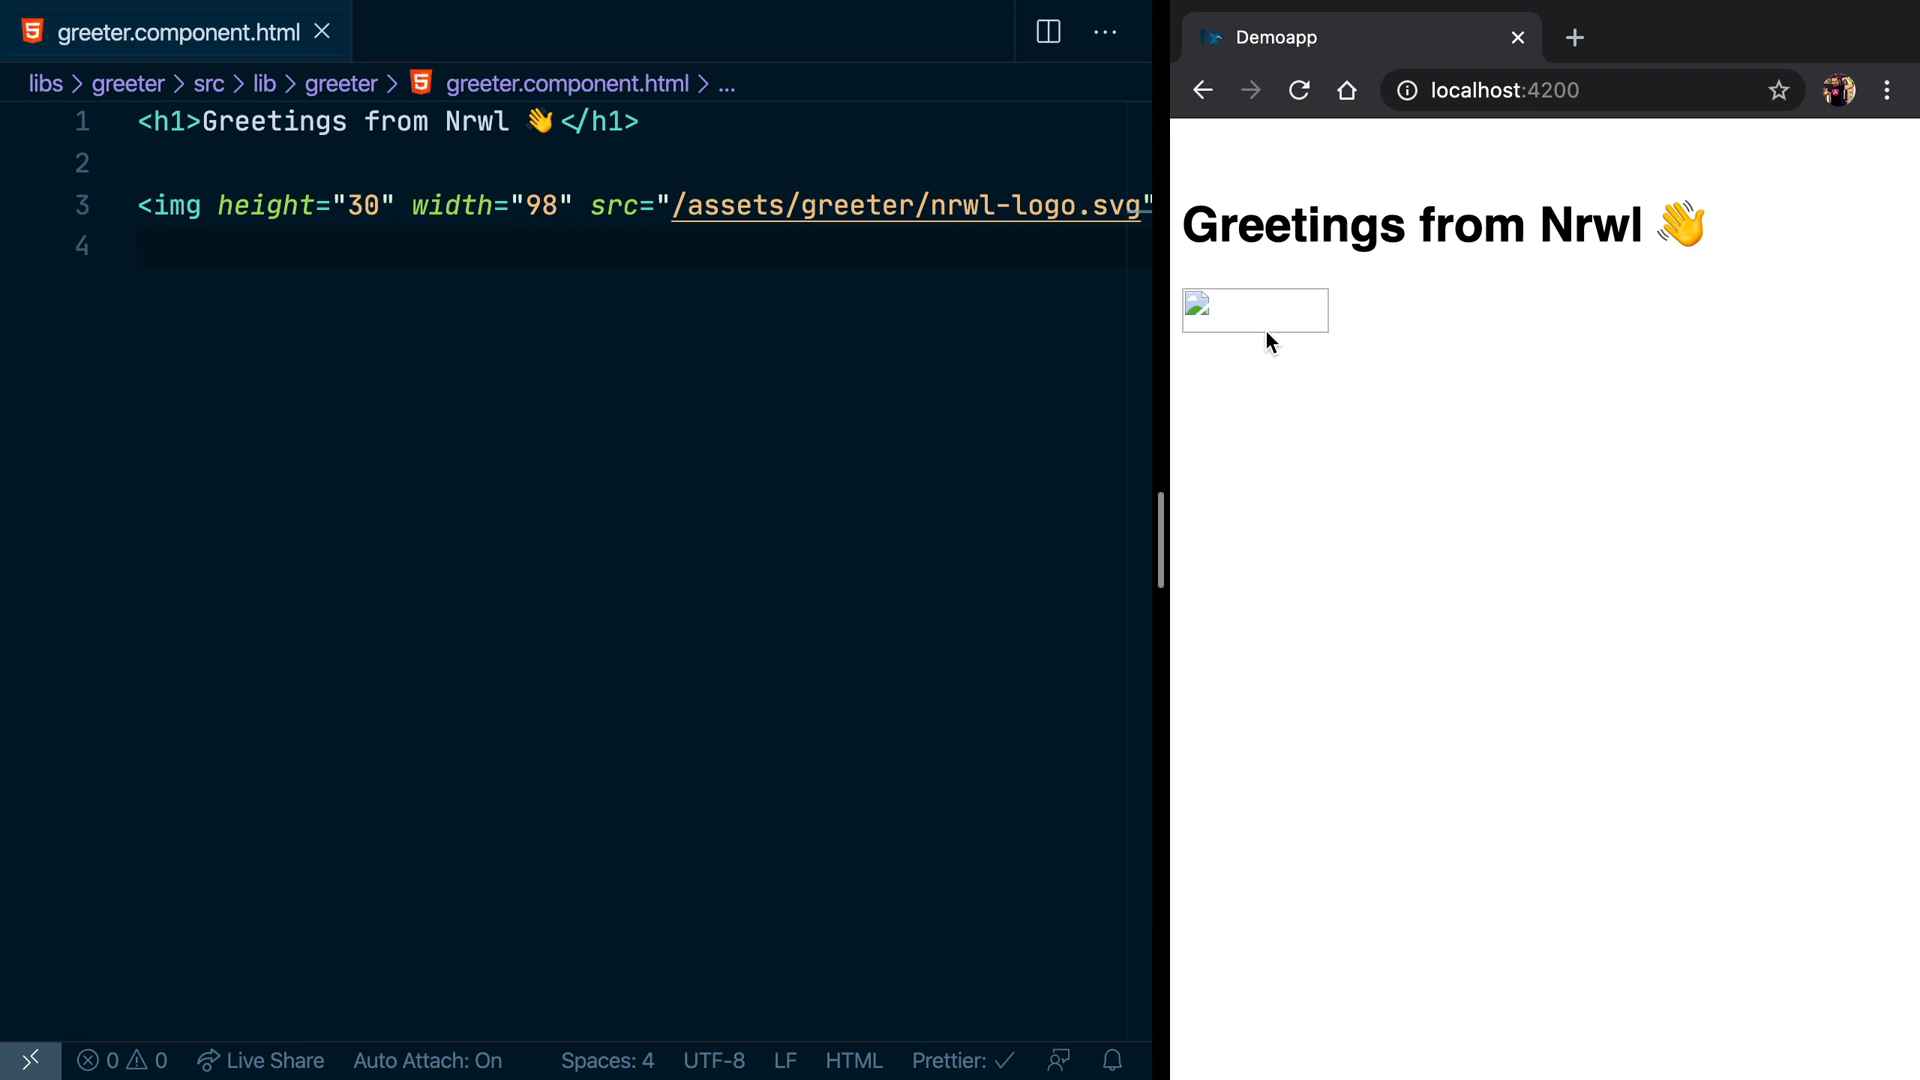 greeter.component.html
libs > greeter > src > lib > greeter > greeter.component.html > ...
1 <h1>Greetings from Nrwl 👋</h1>
2
3 <img height="30" width="98" src="/assets/greeter/nrwl-logo.svg"
4
0 0 Live Share Auto Attach: On Spaces: 4 UTF-8 LF HTML Prettier: ✓
Demoapp
localhost:4200
Greetings from Nrwl 👋